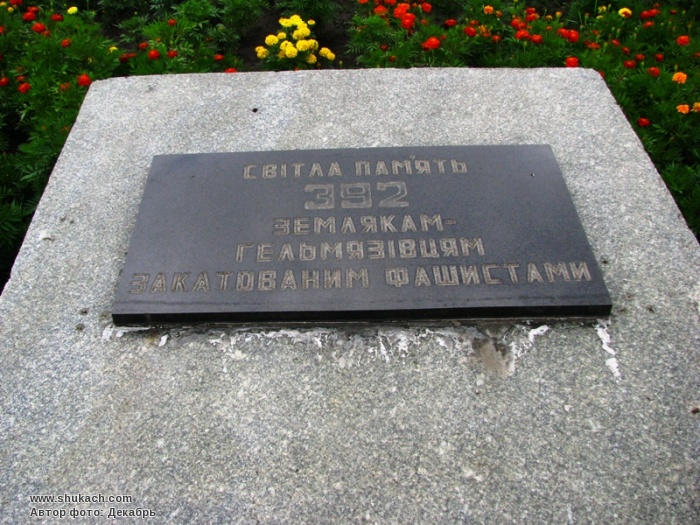 СВІТЛА ПАМ'ЯТЬ
392
ЗЕМЛЯКАМ-
ГЕЛЬМЯЗІВЦЯМ
ЗАКАТОВАНИМ ФАШИСТАМИ
www.shukach.com
Автор фото: Декабрь